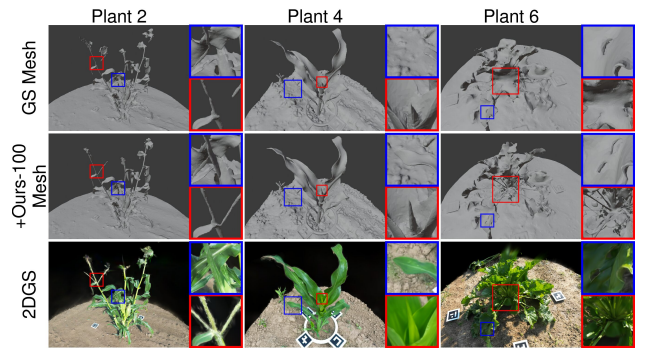 Plant 2
Plant 4
Plant 6
GS Mesh
+Ours-100
Mesh
2DGS